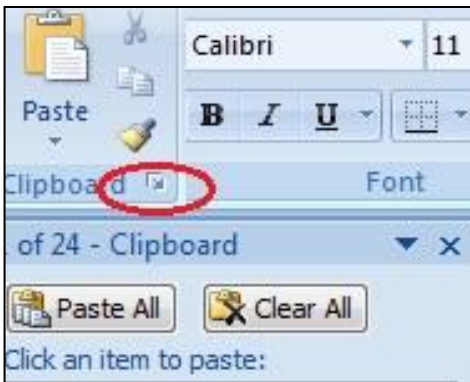 Calibri 11
Paste
B I U
Clipboard Font
of 24 - Clipboard
Paste All Clear All
Click an item to paste: